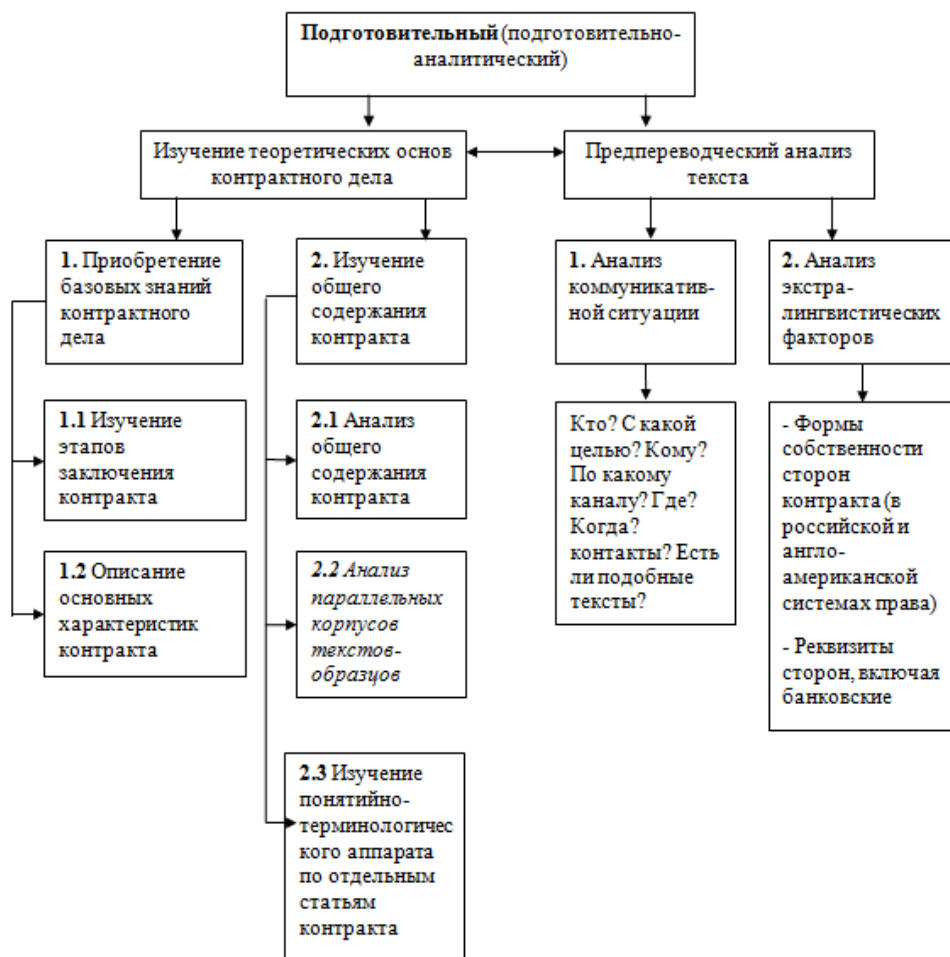 Подготовительный (подготовительно-
аналитический)
Изучение теоретических основ
контрактного дела
Предпереводческий анализ
текста
1. Приобретение
базовых знаний
контрактного
дела
2. Изучение
общего
содержания
контракта
1. Анализ
коммуникатив-
ной ситуации
2. Анализ
экстра-
лингвистических
факторов
1.1 Изучение
этапов
заключения
контракта
2.1 Анализ
общего
содержания
контракта
Кто? С какой
целью? Кому?
По какому
каналу? Где?
Когда?
контакты? Есть
ли подобные
тексты?
- Формы
собственности
сторон
контракта (в
российской и
англо-
американской
системах права)
- Реквизиты
сторон, включая
банковские
1.2 Описание
основных
характеристик
контракта
2.2 Анализ
параллельных
корпусов
текстов-
образцов
2.3 Изучение
понятийно-
терминологичес
кого аппарата
по отдельным
статьям
контракта